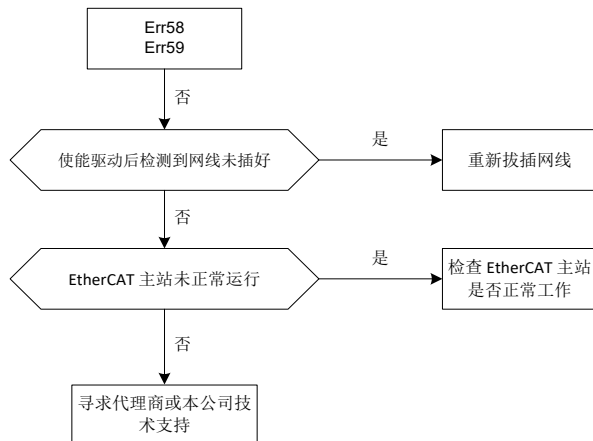 Err58
Err59
否
使能驱动后检测到网线未插好
是
重新拔插网线
否
EtherCAT 主站未正常运行
是
检查 EtherCAT 主站
是否正常工作
否
寻求代理商或本公司技
术支持